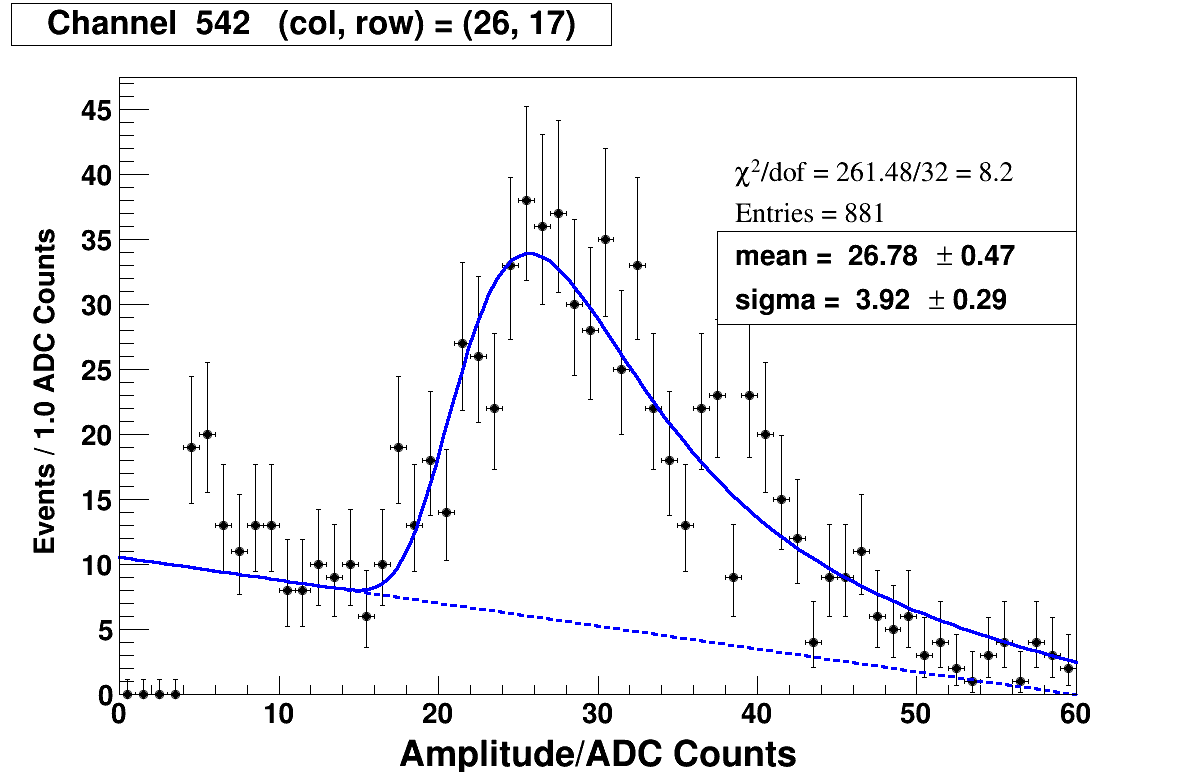 Channel 542 (col, row) = (26, 17)
45
40
35
30
25
20
15
10
5
0
Events / 1.0 ADC Counts
χ²/dof = 261.48/32 = 8.2
Entries = 881
mean = 26.78 ± 0.47
sigma = 3.92 ± 0.29
0 10 20 30 40 50 60
Amplitude/ADC Counts